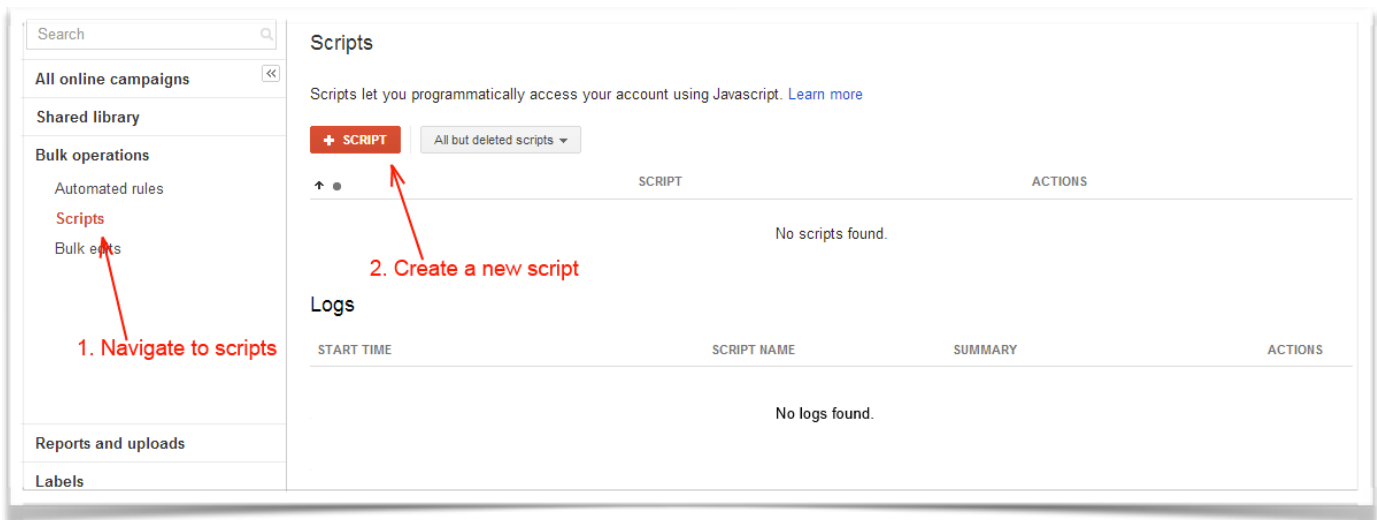 Search
All online campaigns
Shared library
Bulk operations
Automated rules
Scripts
Bulk edits
1. Navigate to scripts
Reports and uploads
Labels
Scripts
Scripts let you programmatically access your account using Javascript. Learn more
+ SCRIPT All but deleted scripts
SCRIPT ACTIONS
No scripts found.
2. Create a new script
Logs
START TIME SCRIPT NAME SUMMARY ACTIONS
No logs found.